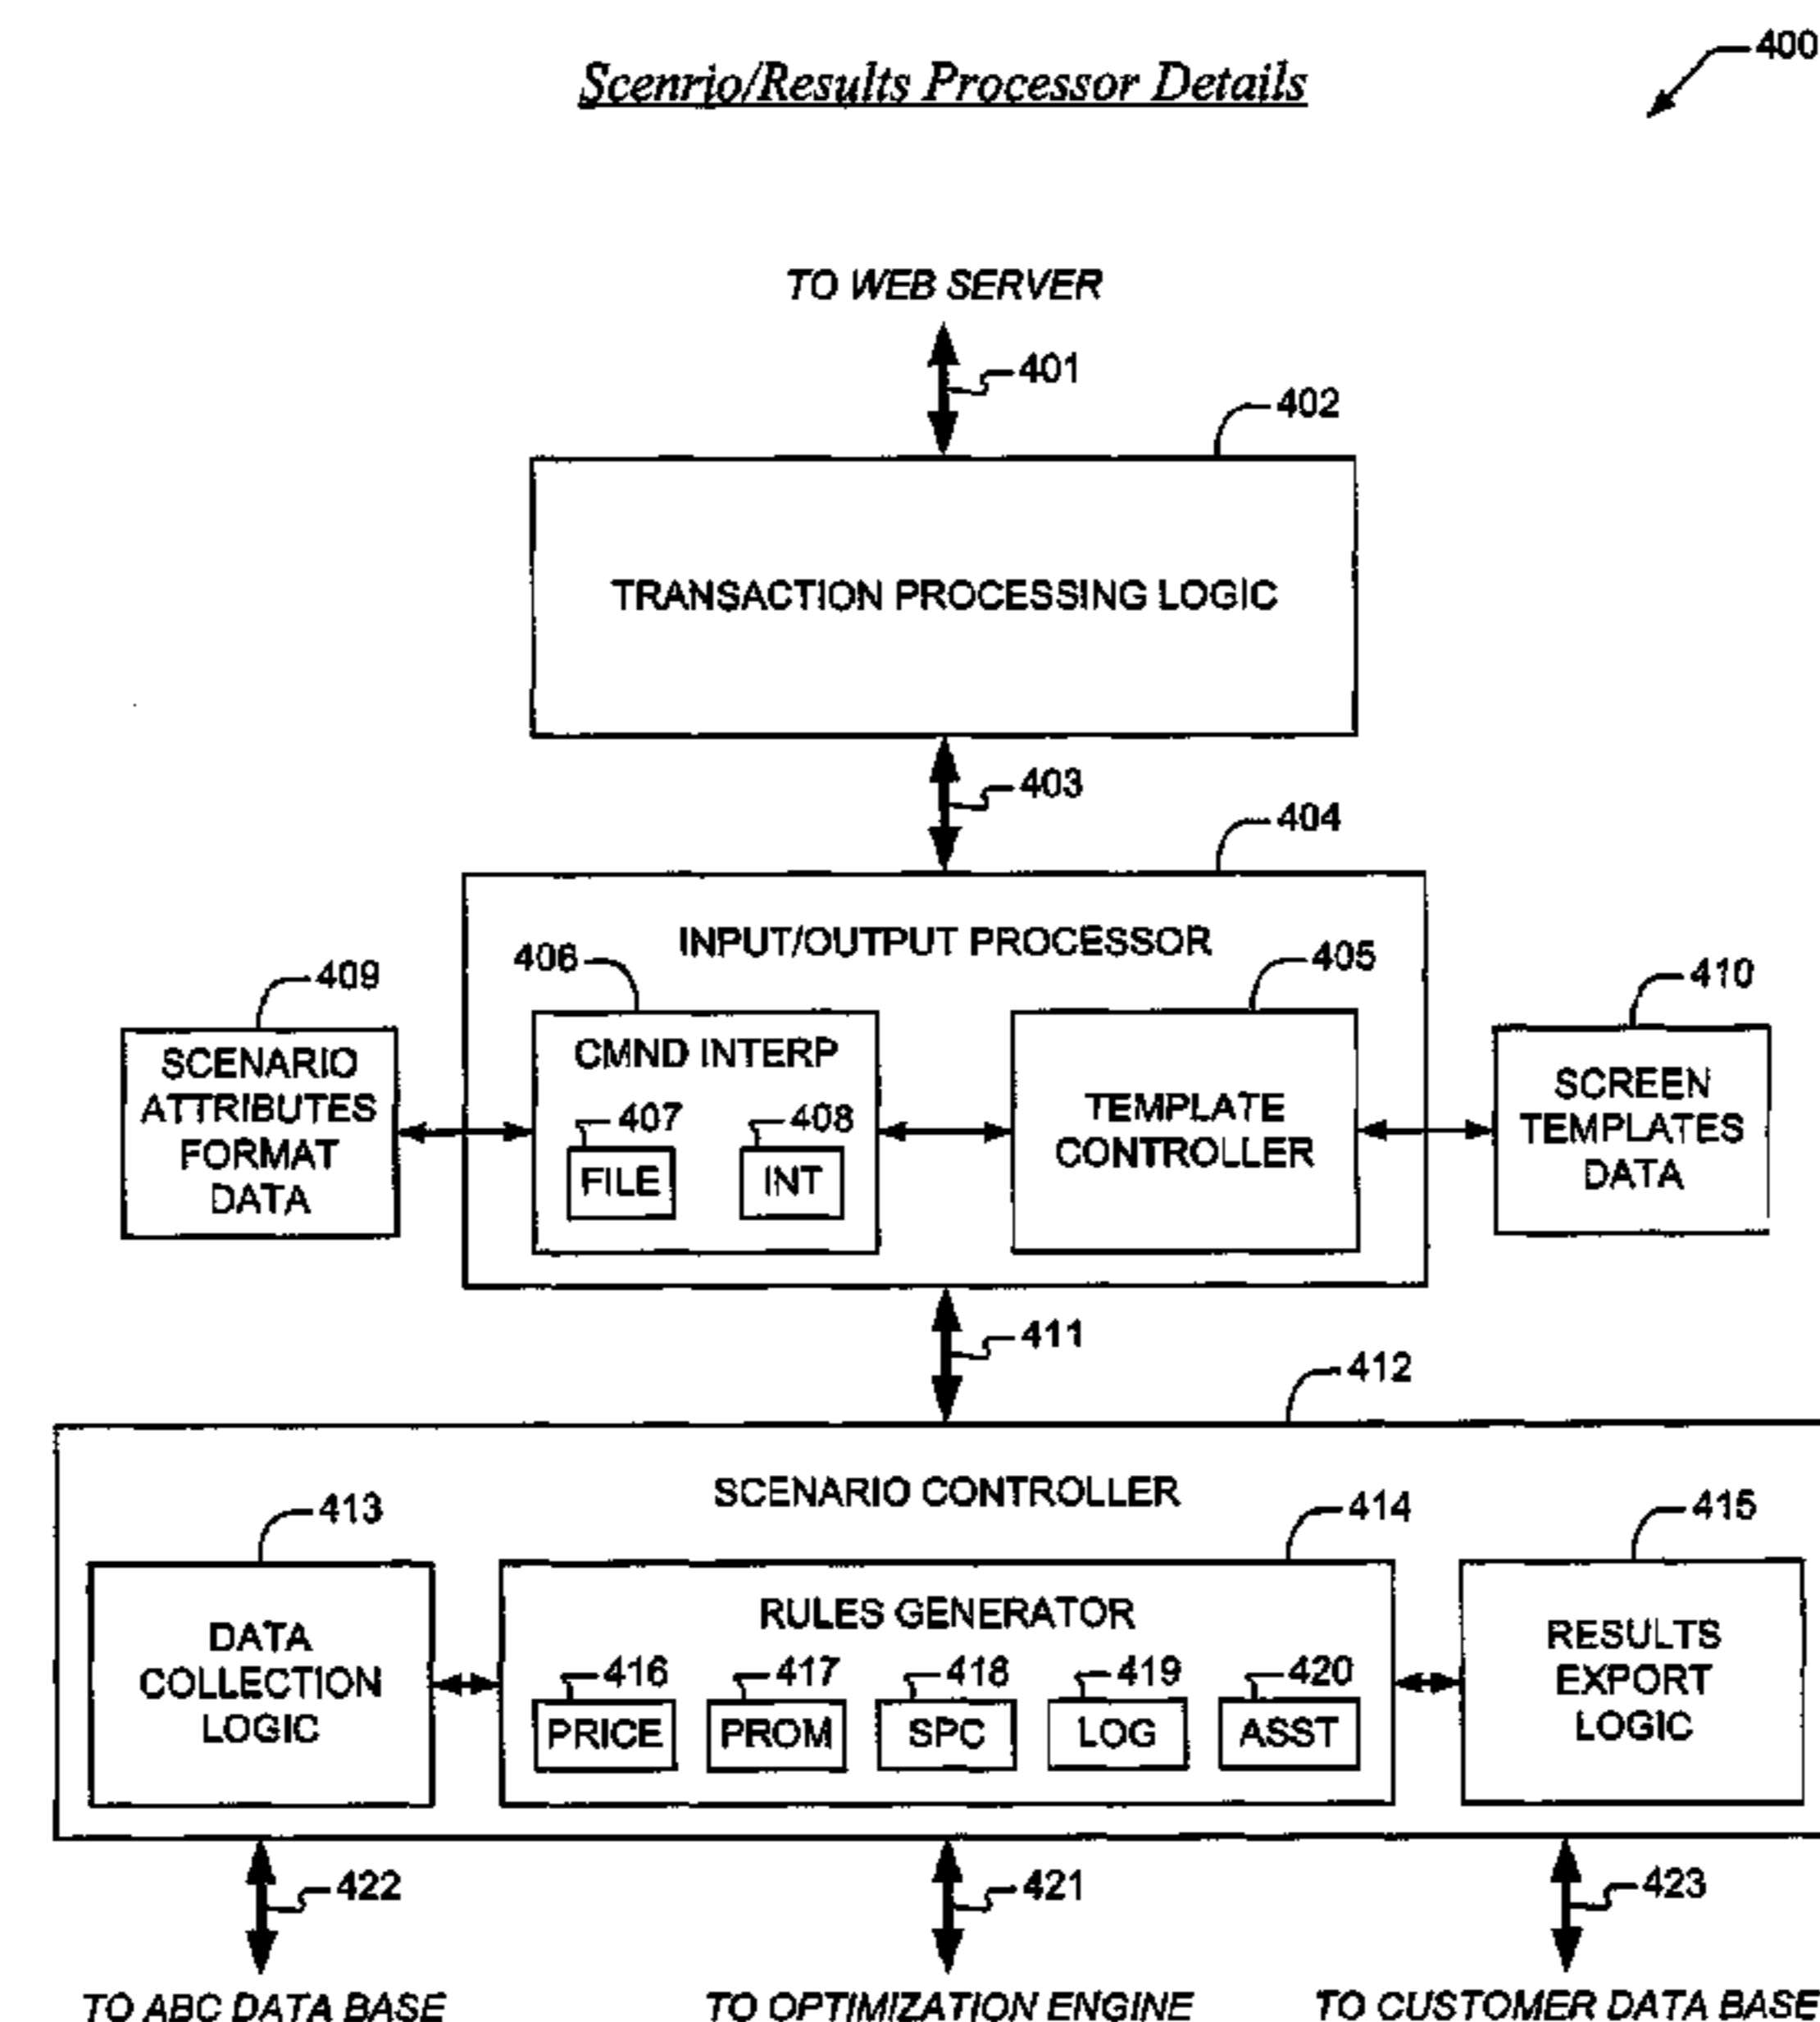 Scenrio/Results Processor Details
400
TO WEB SERVER
401
402
TRANSACTION PROCESSING LOGIC
403
404
INPUT/OUTPUT PROCESSOR
409
406
405
410
SCENARIO
ATTRIBUTES
FORMAT
DATA
CMND INTERP
407
408
FILE
INT
TEMPLATE
CONTROLLER
SCREEN
TEMPLATES
DATA
411
412
SCENARIO CONTROLLER
413
414
415
DATA
COLLECTION
LOGIC
RULES GENERATOR
416
417
418
419
420
PRICE
PROM
SPC
LOG
ASST
RESULTS
EXPORT
LOGIC
422
421
423
TO ABC DATA BASE
TO OPTIMIZATION ENGINE
TO CUSTOMER DATA BASE